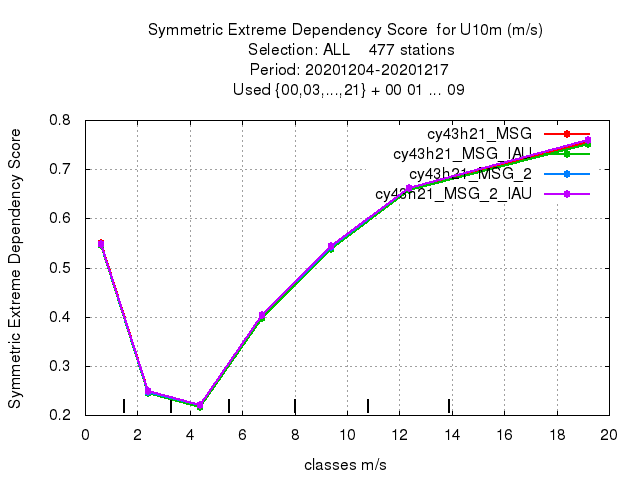 Symmetric Extreme Dependency Score  for U10m (m/s)
Selection: ALL    477 stations
Period: 20201204-20201217
Used {00,03,...,21} + 00 01 ... 09
Symmetric Extreme Dependency Score
0.8
0.7
0.6
0.5
0.4
0.3
0.2
cy43h21_MSG
cy43h21_MSG_IAU
cy43h21_MSG_2
cy43h21_MSG_2_IAU
0 2 4 6 8 10 12 14 16 18 20
classes m/s